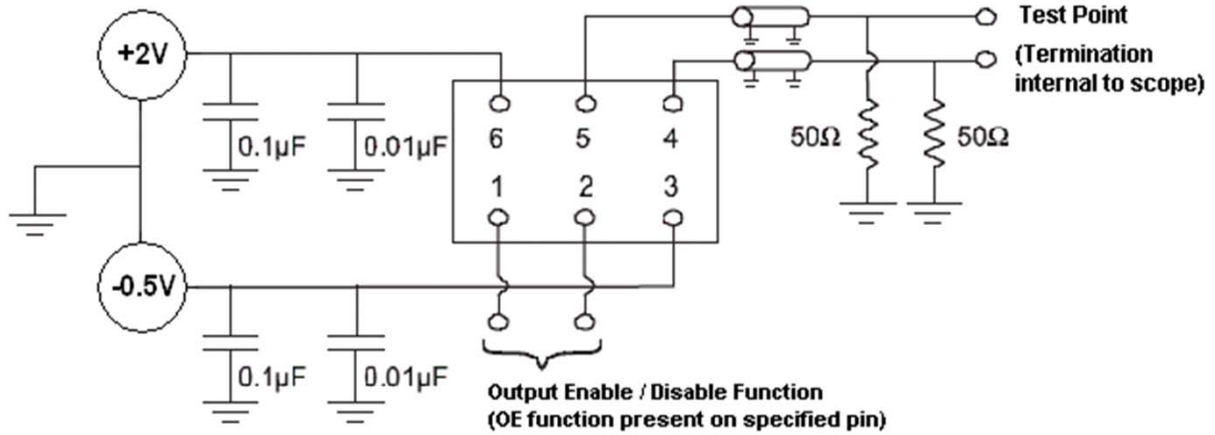 Test Point
+2V
(Termination
internal to scope)
0.1µF
0.01µF
6 5 4
50Ω
50Ω
1 2 3
-0.5V
0.1µF
0.01µF
Output Enable / Disable Function
(OE function present on specified pin)